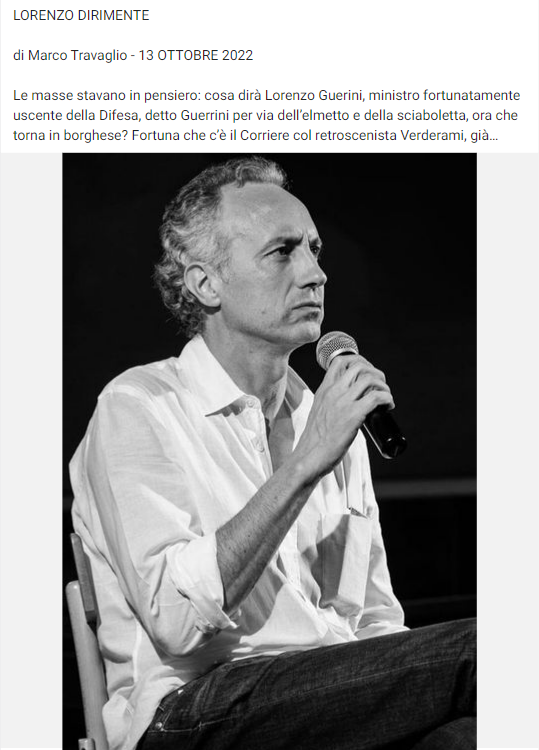 LORENZO DIRIMENTE
di Marco Travaglio - 13 OTTOBRE 2022
Le masse stavano in pensiero: cosa dirà Lorenzo Guerini, ministro fortunatamente
uscente della Difesa, detto Guerrini per via dell’elmetto e della sciaboletta, ora che
torna in borghese? Fortuna che c’è il Corriere col retroscenista Verderami, già…